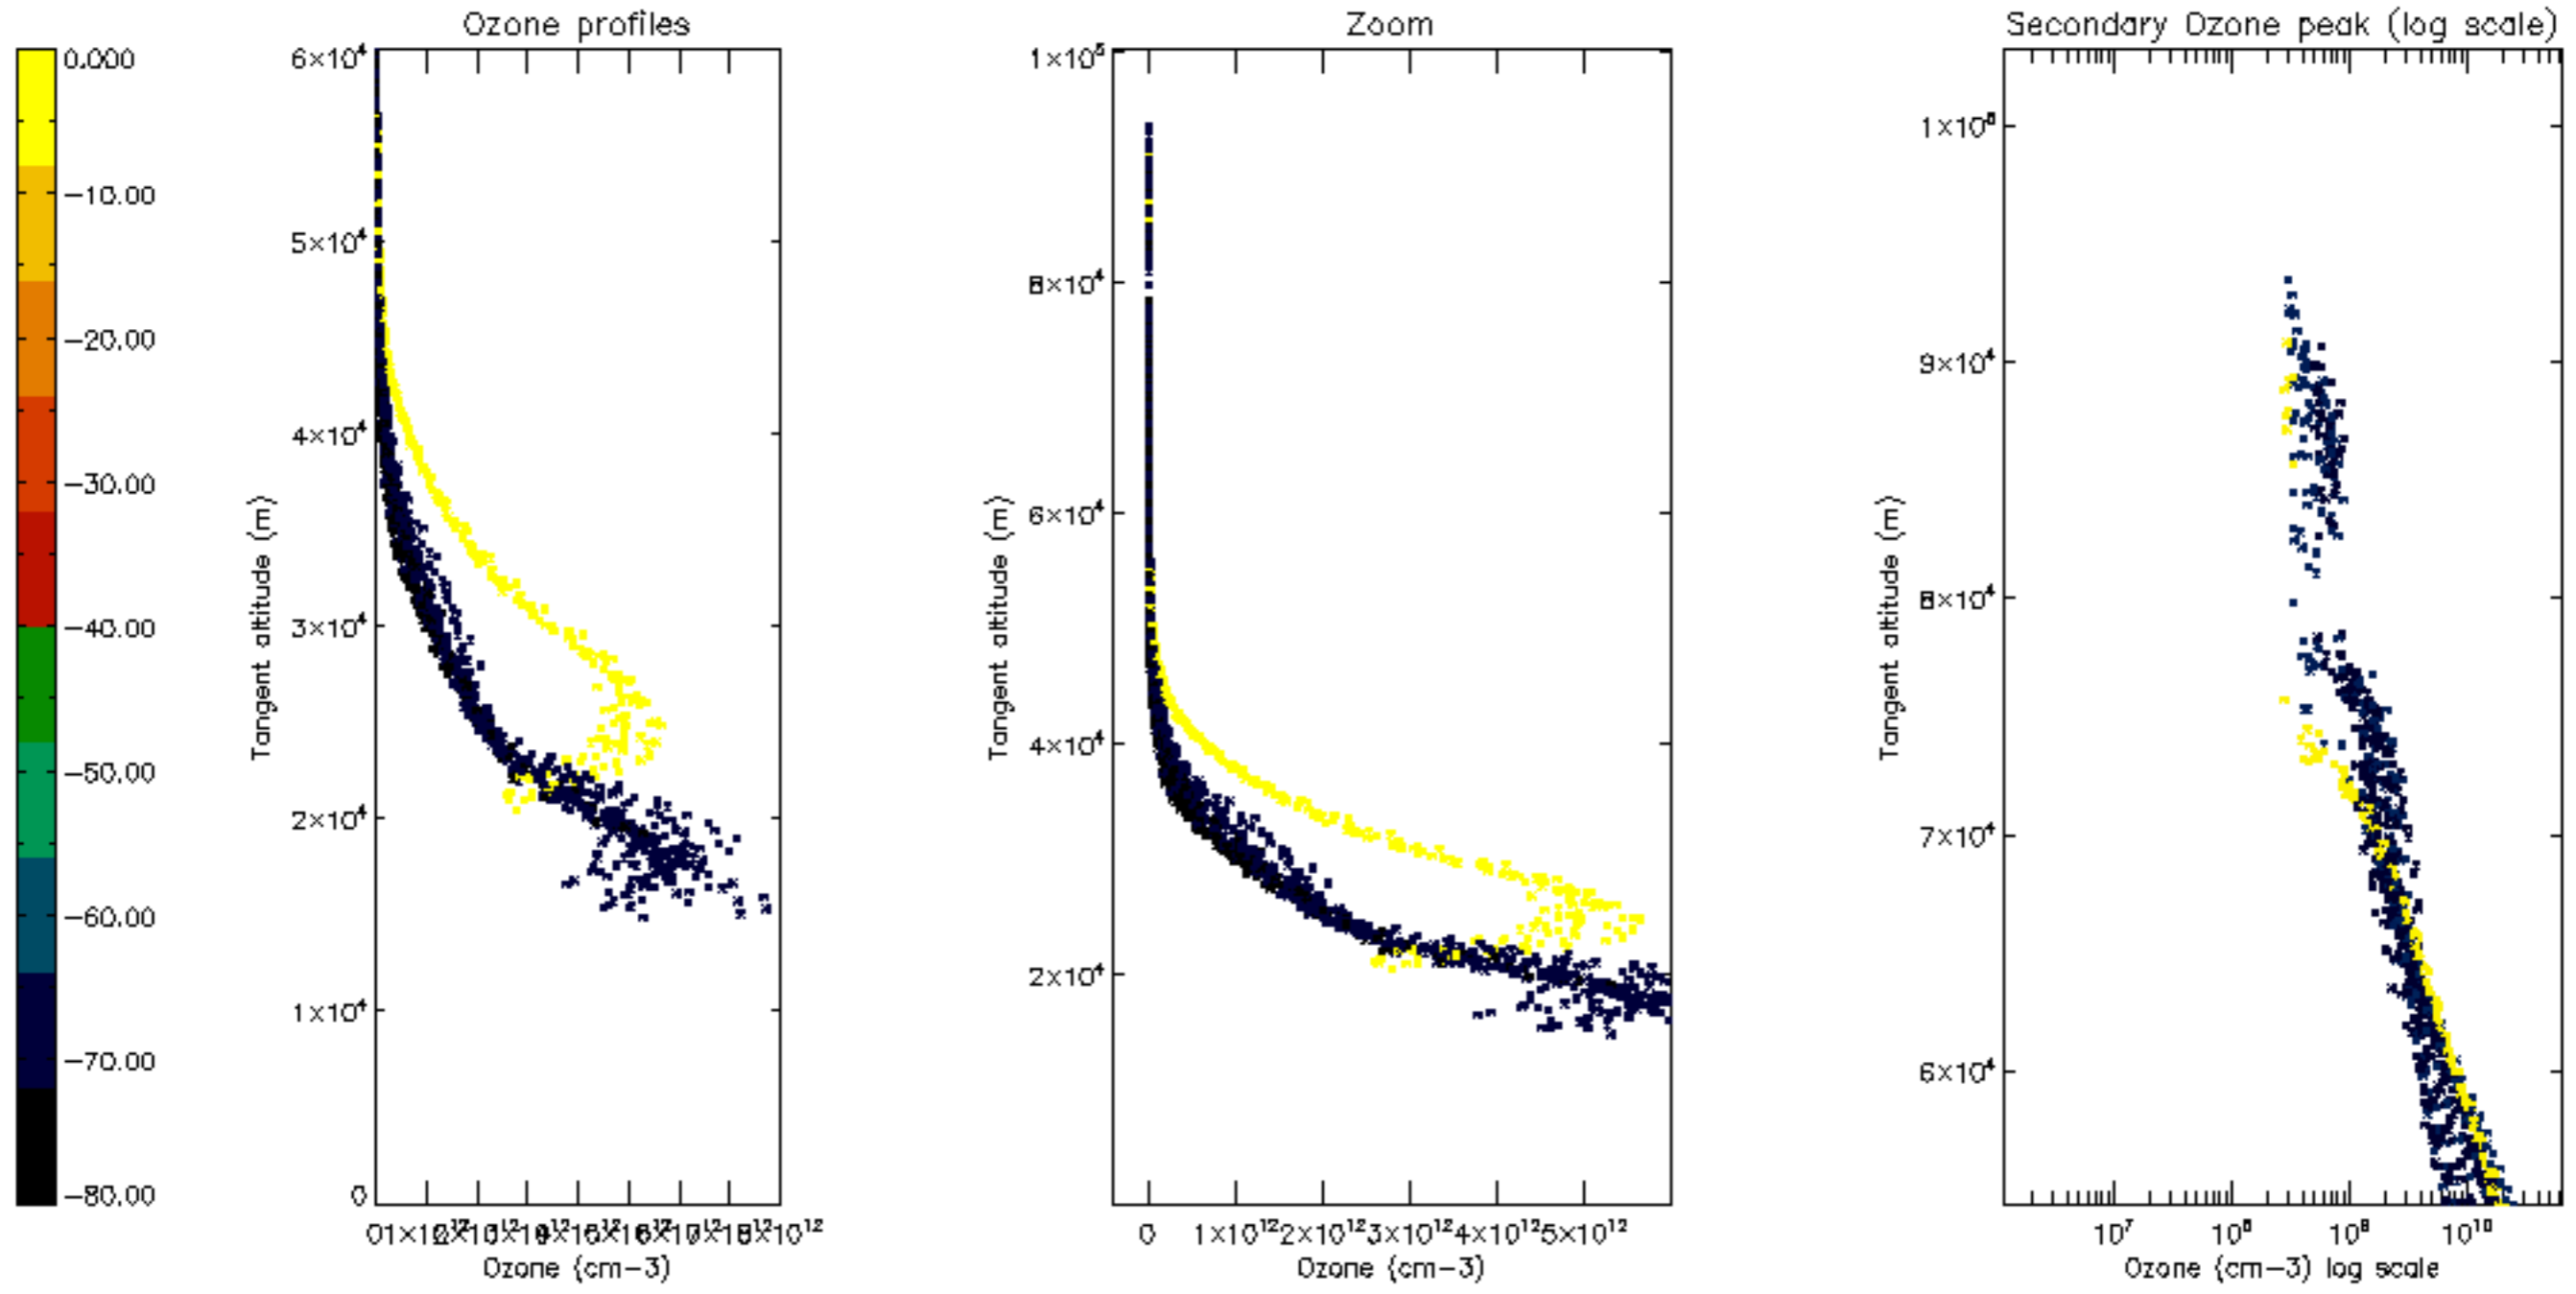 Ozone profiles
Zoom
Secondary Ozone peak (log scale)
0.000
−10.00
−20.00
−30.00
−40.00
−50.00
−60.00
−70.00
−80.00
Tangent altitude (m)
6×10⁴
5×10⁴
4×10⁴
3×10⁴
2×10⁴
1×10⁴
0
Ozone (cm−3)
Tangent altitude (m)
1×10⁵
8×10⁴
6×10⁴
4×10⁴
2×10⁴
0 1×10¹² 2×10¹² 3×10¹² 4×10¹² 5×10¹²
Ozone (cm−3)
Tangent altitude (m)
1×10⁵
9×10⁴
8×10⁴
7×10⁴
6×10⁴
10⁷ 10⁸ 10⁹ 10¹⁰
Ozone (cm−3) log scale